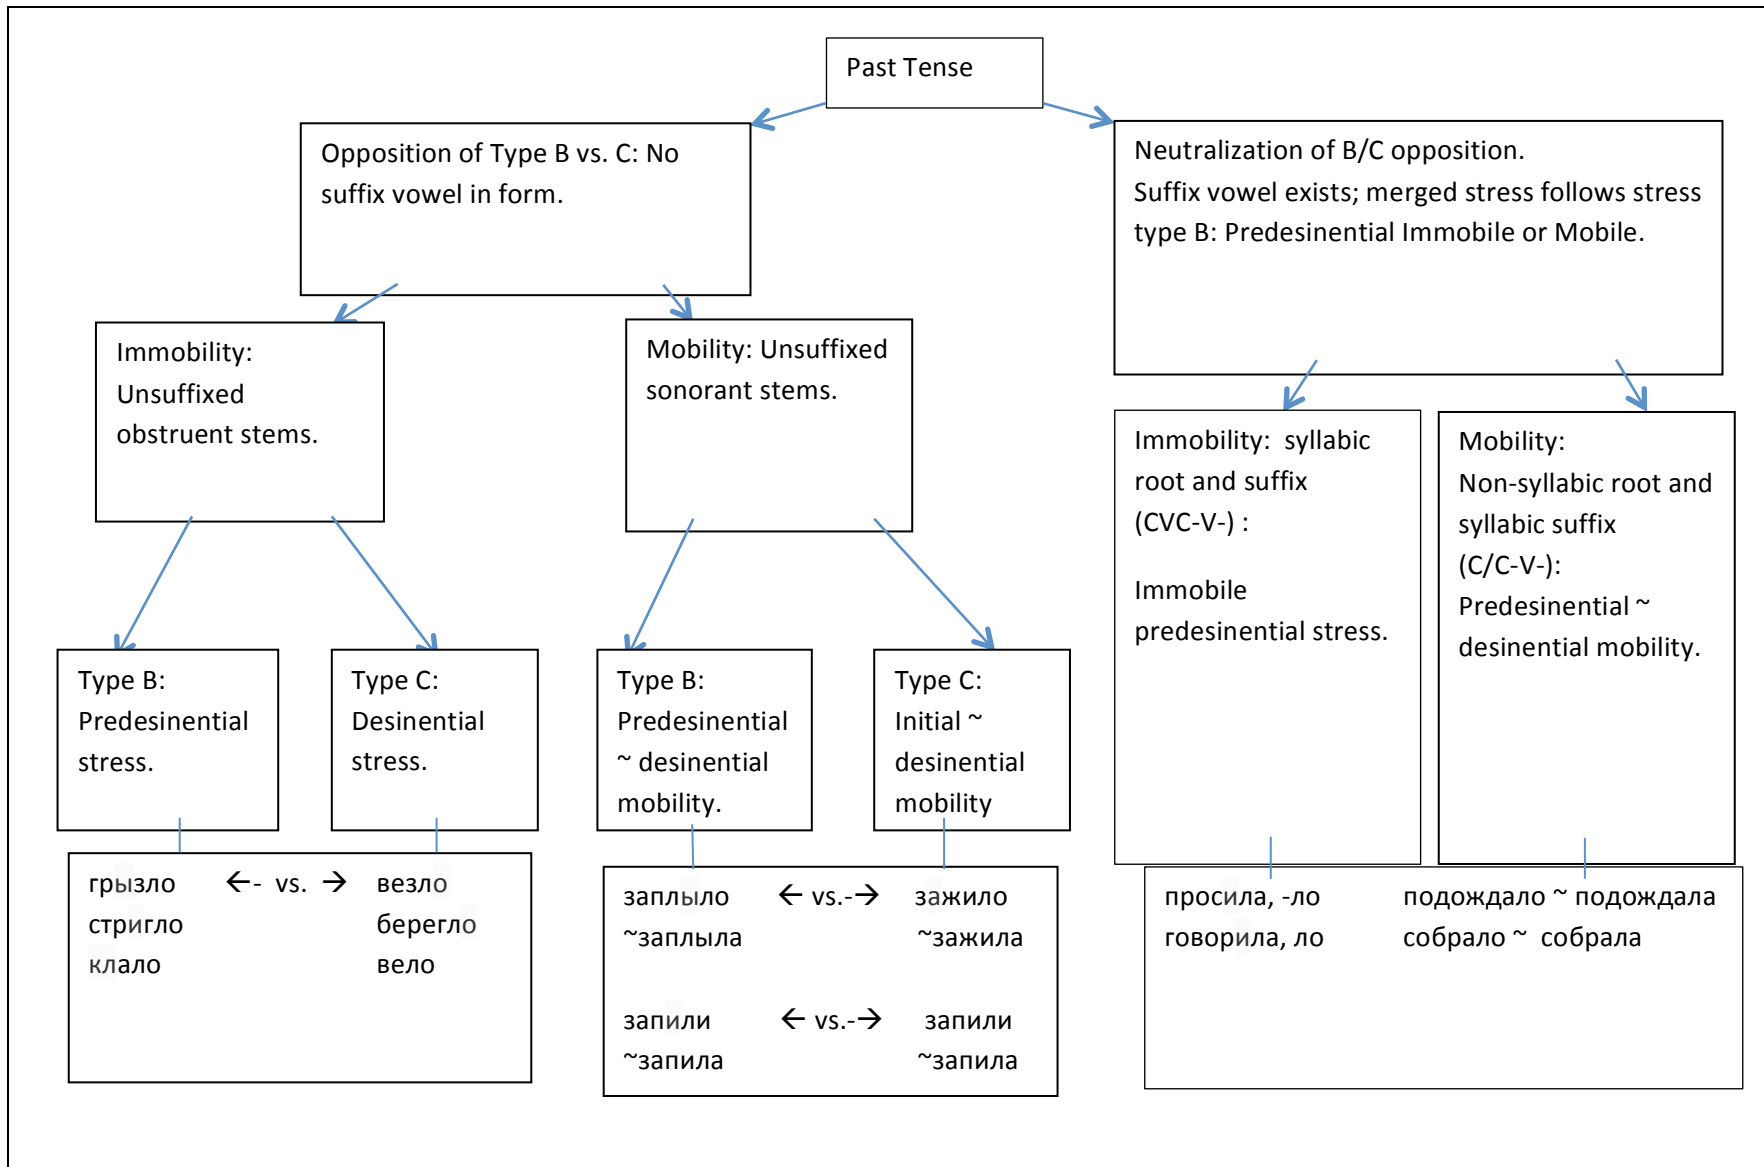 Past Tense
Opposition of Type B vs. C: No
suffix vowel in form.
Neutralization of B/C opposition.
Suffix vowel exists; merged stress follows stress
type B: Predesinential Immobile or Mobile.
Immobility:
Unsuffixed
obstruent stems.
Mobility: Unsuffixed
sonorant stems.
Immobility: syllabic
root and suffix
(CVC-V-) :
Immobile
predesinential stress.
Mobility:
Non-syllabic root and
syllabic suffix
(C/C-V-):
Predesinential ~
desinential mobility.
Type B:
Predesinential
stress.
Type C:
Desinential
stress.
Type B:
Predesinential
~ desinential
mobility.
Type C:
Initial ~
desinential
mobility
грызло ←- vs. → везло
стригло берегло
клало вело
заплыло ← vs.-→ зажило
~заплыла ~зажила
запили ← vs.-→ запили
~запила ~запила
просила, -ло подождало ~ подождала
говорила, ло собрало ~ собрала